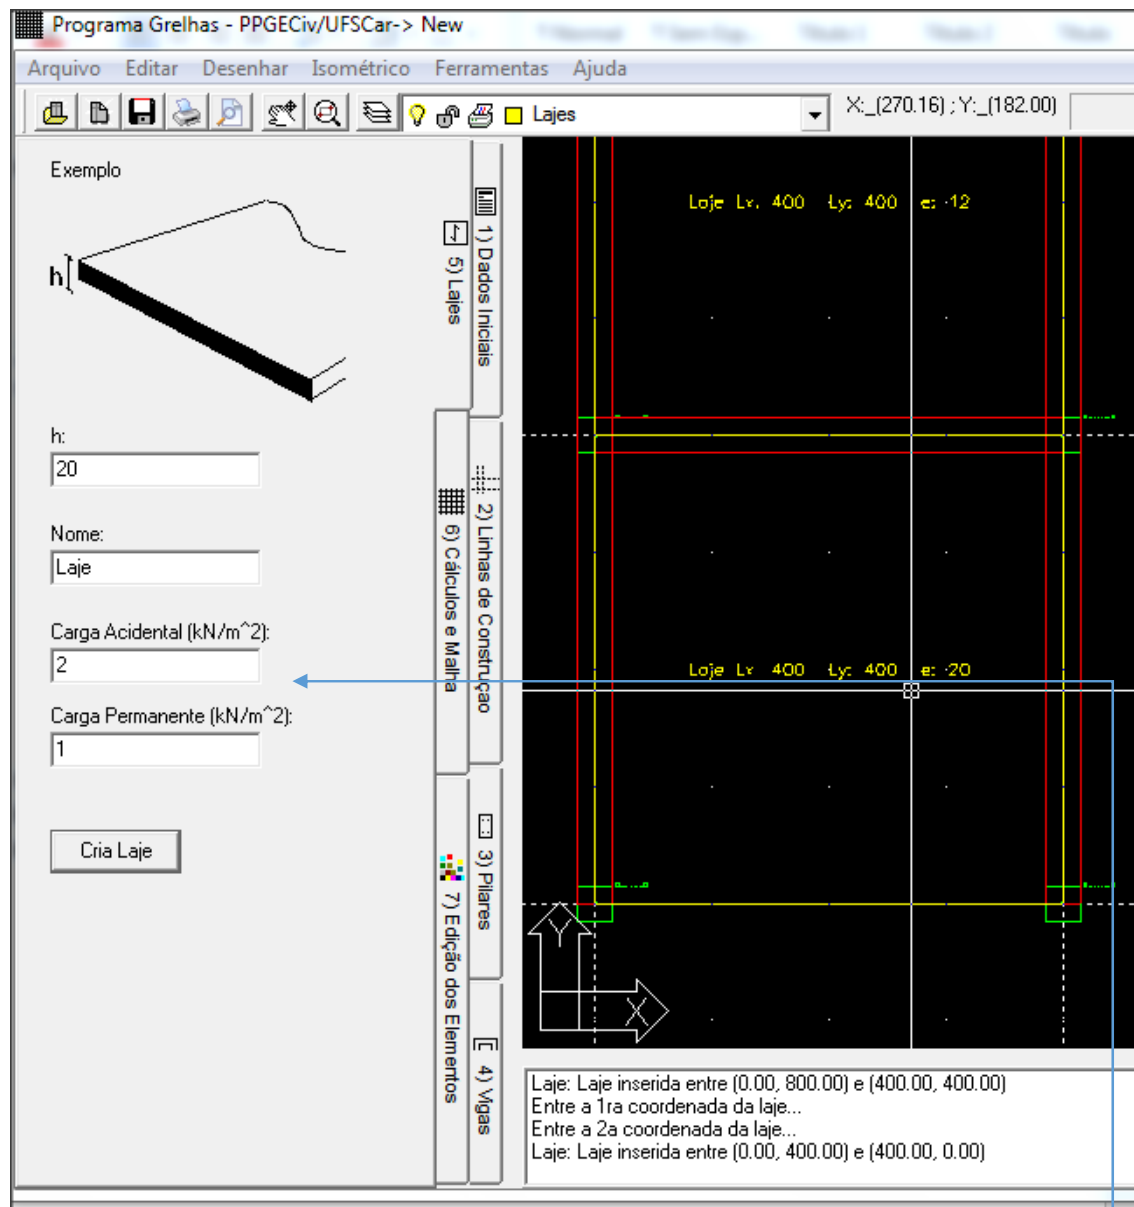 Programa Grelhas - PPGECiv/UFSCar-> New
Arquivo Editar Desenhar Isométrico Ferramentas Ajuda
Lajes
X:_(270.16) ; Y:_(182.00)
Exemplo
h
h:
20
Nome:
Laje
Carga Acidental (kN/m^2):
2
Carga Permanente (kN/m^2):
1
Cria Laje
1) Dados Iniciais
5) Lajes
2) Linhas de Construçao
6) Cálculos e Malha
3) Pilares
7) Edição dos Elementos
4) Vigas
Laje Lx. 400 Ly: 400 e: 12
Laje Lx 400 Ly: 400 e: 20
Y
X
Laje: Laje inserida entre (0.00, 800.00) e (400.00, 400.00)
Entre a 1ra coordenada da laje...
Entre a 2a coordenada da laje...
Laje: Laje inserida entre (0.00, 400.00) e (400.00, 0.00)